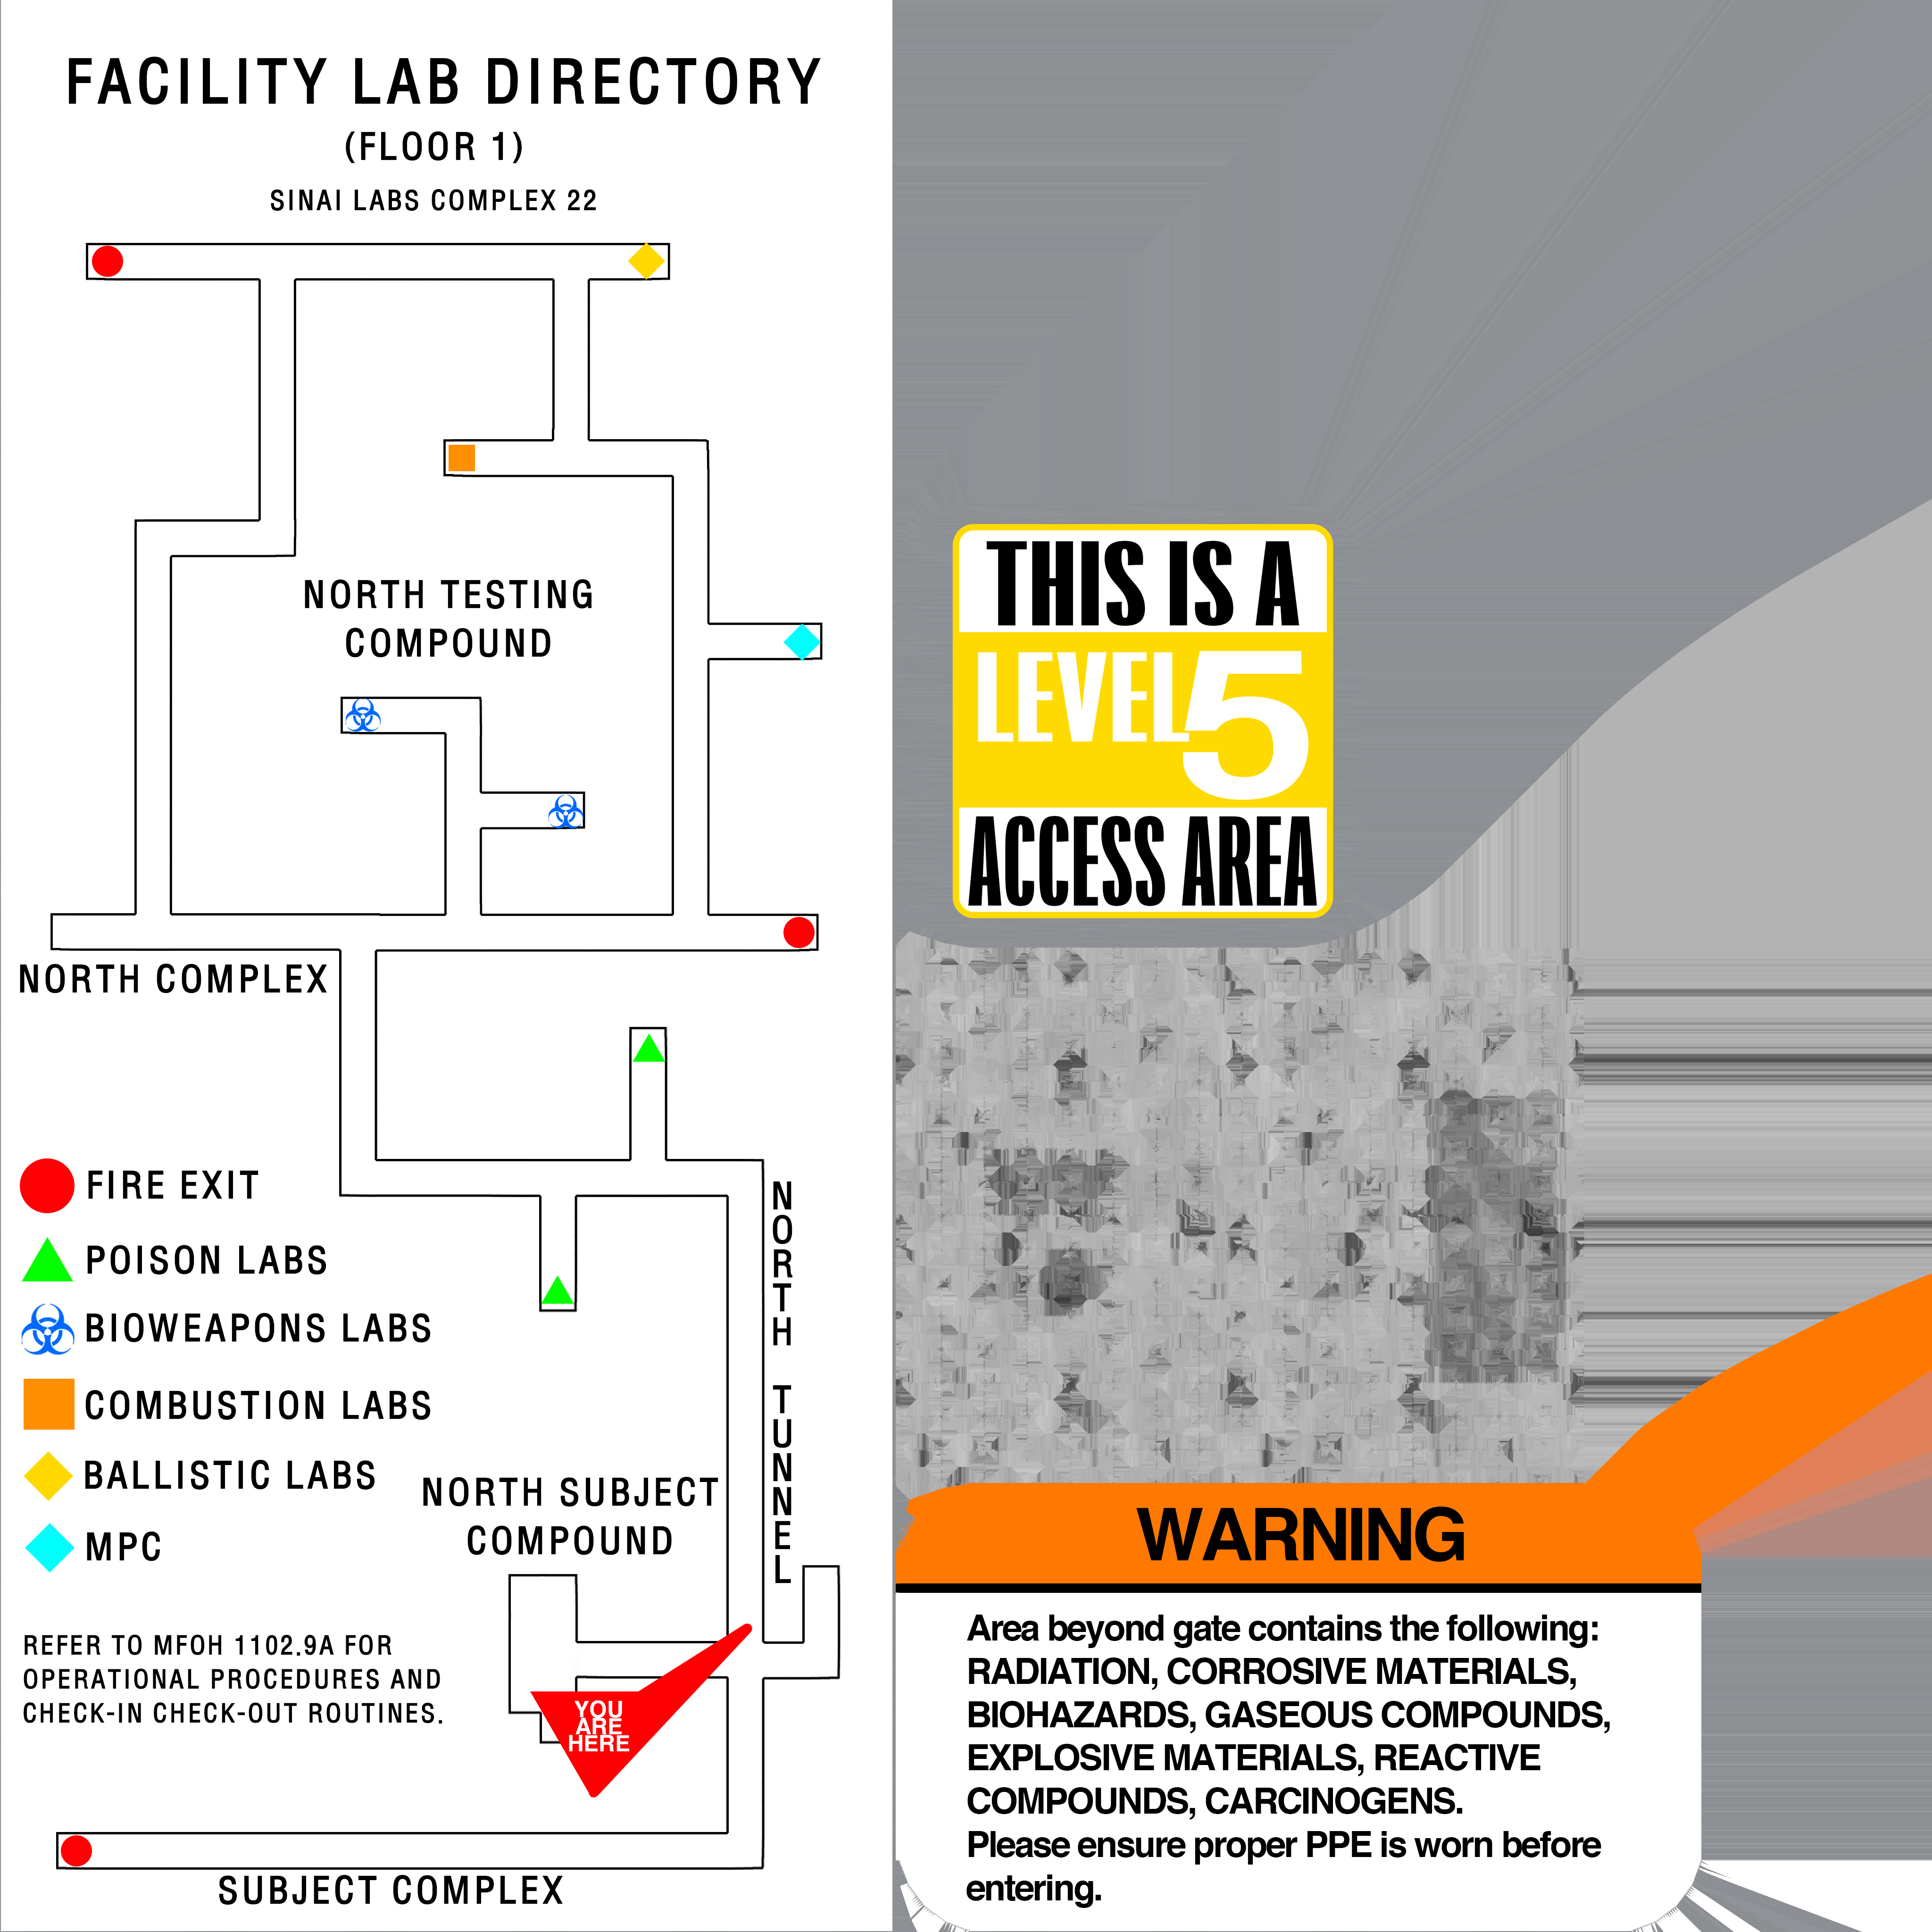 FACILITY LAB DIRECTORY
(FLOOR 1)
SINAI LABS COMPLEX 22
NORTH TESTING
COMPOUND
NORTH COMPLEX
NORTH TUNNEL
FIRE EXIT
POISON LABS
BIOWEAPONS LABS
COMBUSTION LABS
BALLISTIC LABS
MPC
NORTH SUBJECT
COMPOUND
REFER TO MFOH 1102.9A FOR
OPERATIONAL PROCEDURES AND
CHECK-IN CHECK-OUT ROUTINES.
YOU
ARE
HERE
SUBJECT COMPLEX
THIS IS A
LEVEL 5
ACCESS AREA
WARNING
Area beyond gate contains the following:
RADIATION, CORROSIVE MATERIALS,
BIOHAZARDS, GASEOUS COMPOUNDS,
EXPLOSIVE MATERIALS, REACTIVE
COMPOUNDS, CARCINOGENS.
Please ensure proper PPE is worn before
entering.